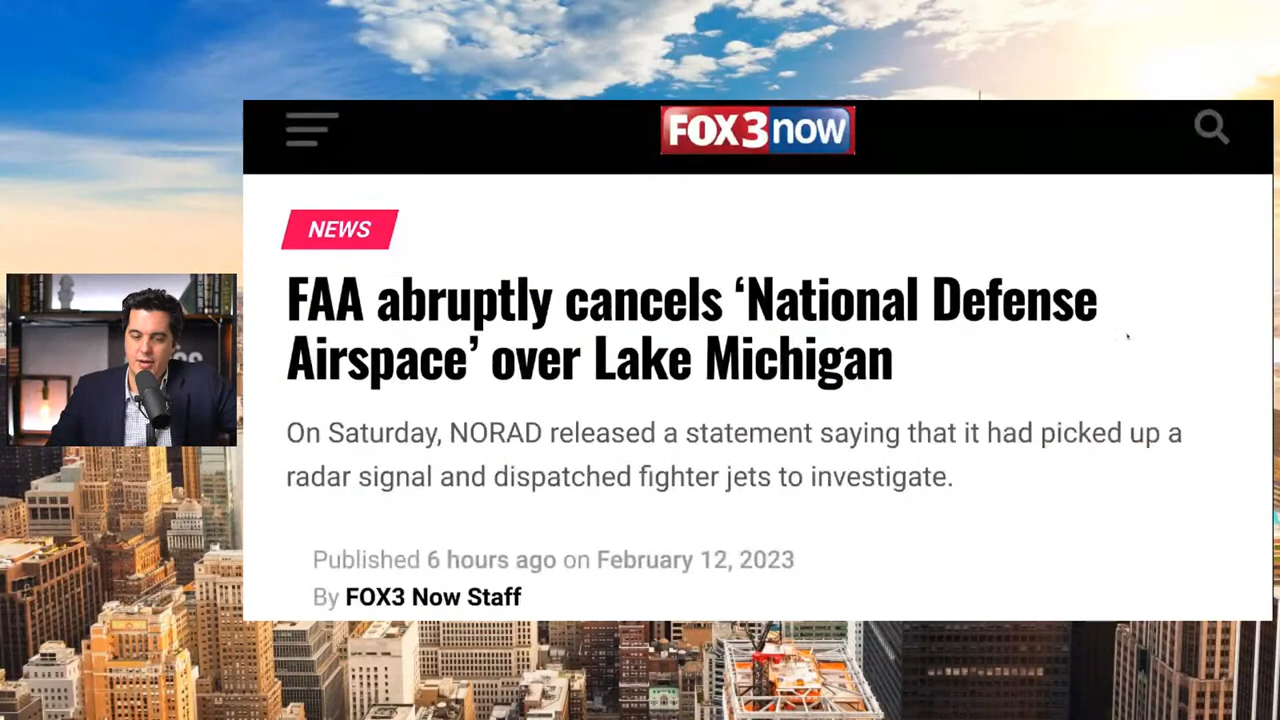 FOX3now
NEWS
FAA abruptly cancels ‘National Defense
Airspace’ over Lake Michigan
On Saturday, NORAD released a statement saying that it had picked up a
radar signal and dispatched fighter jets to investigate.
Published 6 hours ago on February 12, 2023
By FOX3 Now Staff